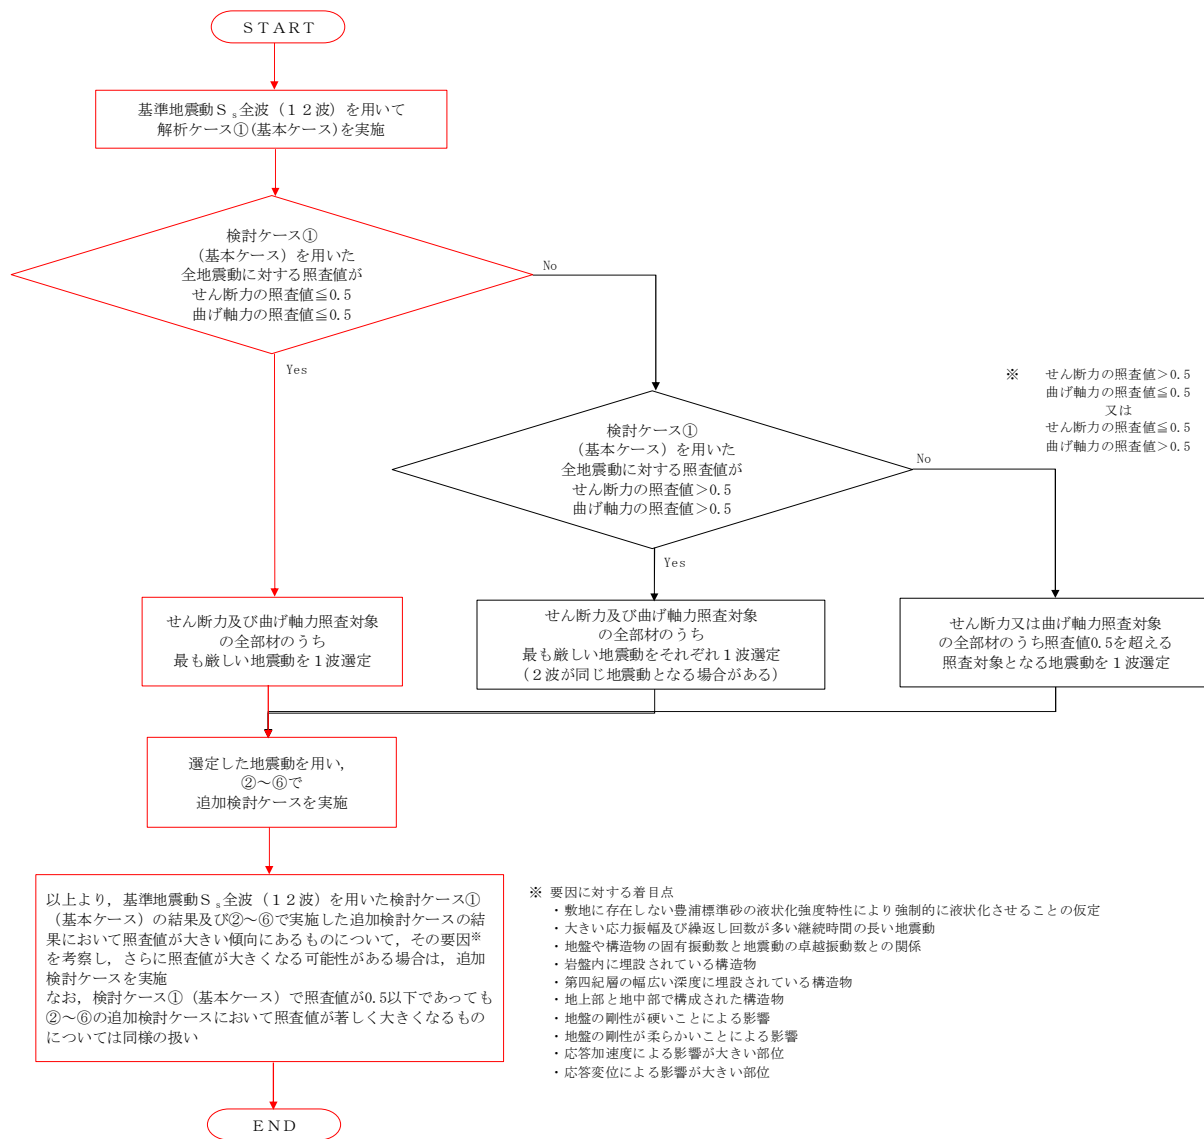 ＳＴＡＲＴ
基準地震動Ｓｓ全波（１２波）を用いて
解析ケース①(基本ケース)を実施
検討ケース①
（基本ケース）を用いた
全地震動に対する照査値が
せん断力の照査値≦0.5
曲げ軸力の照査値≦0.5
No
Yes
※　せん断力の照査値＞0.5
曲げ軸力の照査値≦0.5
又は
せん断力の照査値≦0.5
曲げ軸力の照査値＞0.5
検討ケース①
（基本ケース）を用いた
全地震動に対する照査値が
せん断力の照査値＞0.5
曲げ軸力の照査値＞0.5
No
Yes
せん断力及び曲げ軸力照査対象
の全部材のうち
最も厳しい地震動を１波選定
せん断力及び曲げ軸力照査対象
の全部材のうち
最も厳しい地震動をそれぞれ１波選定
（２波が同じ地震動となる場合がある）
せん断力又は曲げ軸力照査対象
の全部材のうち照査値0.5を超える
照査対象となる地震動を１波選定
選定した地震動を用い，
②～⑥で
追加検討ケースを実施
以上より，基準地震動Ｓｓ全波（１２波）を用いた検討ケース①
（基本ケース）の結果及び②～⑥で実施した追加検討ケースの結
果において照査値が大きい傾向にあるものについて，その要因※
を考察し，さらに照査値が大きくなる可能性がある場合は，追加
検討ケースを実施
なお，検討ケース①（基本ケース）で照査値が0.5以下であっても
②～⑥の追加検討ケースにおいて照査値が著しく大きくなるもの
については同様の扱い
※ 要因に対する着目点
・敷地に存在しない豊浦標準砂の液状化強度特性により強制的に液状化させることの仮定
・大きい応力振幅及び繰返し回数が多い継続時間の長い地震動
・地盤や構造物の固有振動数と地震動の卓越振動数との関係
・岩盤内に埋設されている構造物
・第四紀層の幅広い深度に埋設されている構造物
・地上部と地中部で構成された構造物
・地盤の剛性が硬いことによる影響
・地盤の剛性が柔らかいことによる影響
・応答加速度による影響が大きい部位
・応答変位による影響が大きい部位
ＥＮＤ